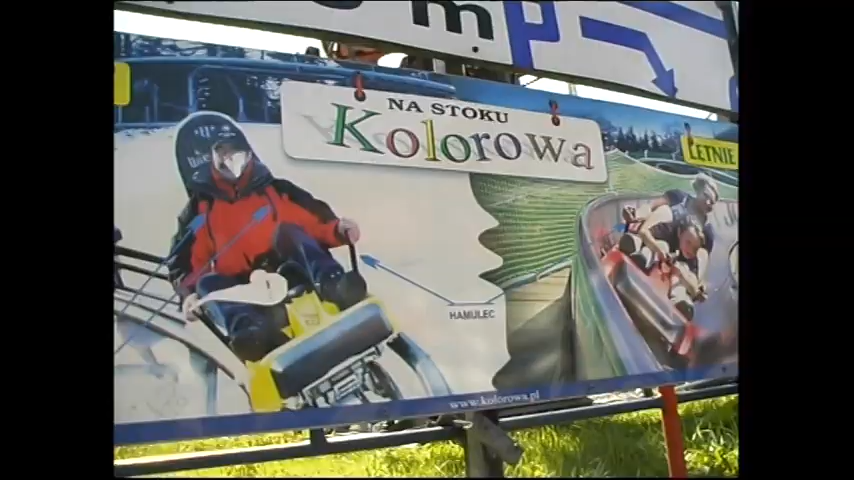 m
P
NA STOKU
Kolorowa
LETNIE
HAMULEC
www.kolorowa.pl